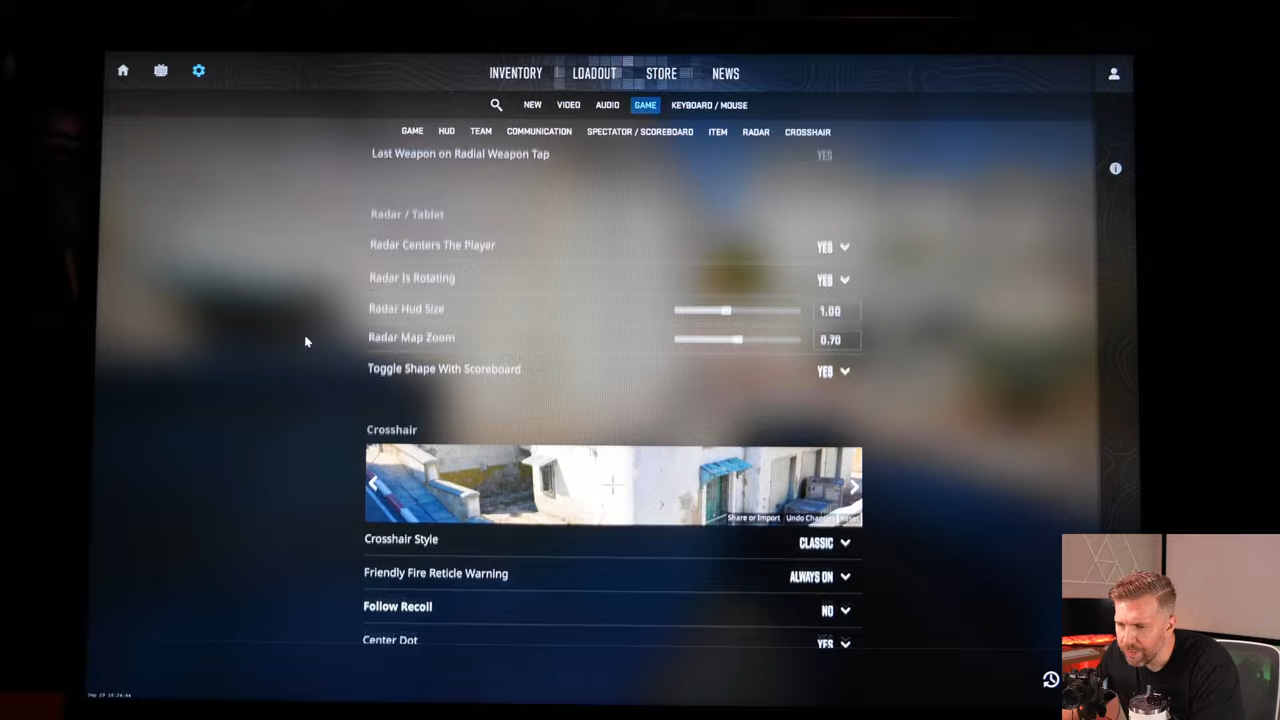 INVENTORY LOADOUT STORE NEWS
NEW VIDEO AUDIO GAME KEYBOARD / MOUSE
GAME HUD TEAM COMMUNICATION SPECTATOR / SCOREBOARD ITEM RADAR CROSSHAIR
Last Weapon on Radial Weapon Tap YES
Radar / Tablet
Radar Centers The Player YES
Radar Is Rotating YES
Radar Hud Size 1.00
Radar Map Zoom 0.70
Toggle Shape With Scoreboard YES
Crosshair
Share or Import Undo Changes Reset
Crosshair Style CLASSIC
Friendly Fire Reticle Warning ALWAYS ON
Follow Recoil NO
Center Dot YES